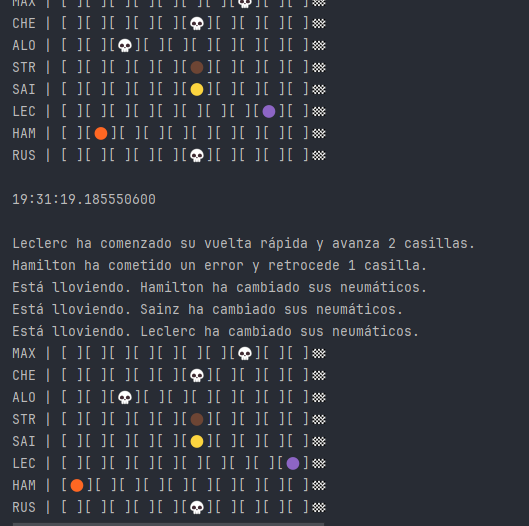 MAX | [ ][ ][ ][ ][ ][ ][ ][💀][ ][ ]🏁
CHE | [ ][ ][ ][ ][ ][💀][ ][ ][ ][ ]🏁
ALO | [ ][ ][💀][ ][ ][ ][ ][ ][ ][ ]🏁
STR | [ ][ ][ ][ ][ ][🟤][ ][ ][ ][ ]🏁
SAI | [ ][ ][ ][ ][ ][🟡][ ][ ][ ][ ]🏁
LEC | [ ][ ][ ][ ][ ][ ][ ][ ][🟣][ ]🏁
HAM | [ ][🟠][ ][ ][ ][ ][ ][ ][ ][ ]🏁
RUS | [ ][ ][ ][ ][ ][💀][ ][ ][ ][ ]🏁
19:31:19.185550600
Leclerc ha comenzado su vuelta rápida y avanza 2 casillas.
Hamilton ha cometido un error y retrocede 1 casilla.
Está lloviendo. Hamilton ha cambiado sus neumáticos.
Está lloviendo. Sainz ha cambiado sus neumáticos.
Está lloviendo. Leclerc ha cambiado sus neumáticos.
MAX | [ ][ ][ ][ ][ ][ ][ ][💀][ ][ ]🏁
CHE | [ ][ ][ ][ ][ ][💀][ ][ ][ ][ ]🏁
ALO | [ ][ ][💀][ ][ ][ ][ ][ ][ ][ ]🏁
STR | [ ][ ][ ][ ][ ][🟤][ ][ ][ ][ ]🏁
SAI | [ ][ ][ ][ ][ ][🟡][ ][ ][ ][ ]🏁
LEC | [ ][ ][ ][ ][ ][ ][ ][ ][ ][🟣]🏁
HAM | [🟠][ ][ ][ ][ ][ ][ ][ ][ ][ ]🏁
RUS | [ ][ ][ ][ ][ ][💀][ ][ ][ ][ ]🏁